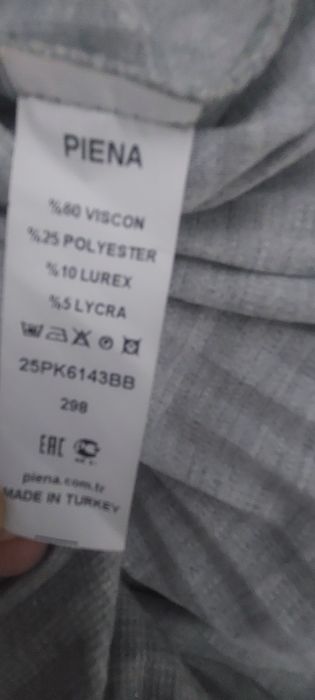 PIENA
%60 VISCON
%25 POLYESTER
%10 LUREX
%5 LYCRA
25PK6143BB
298
EAC
piena.com.tr
MADE IN TURKEY